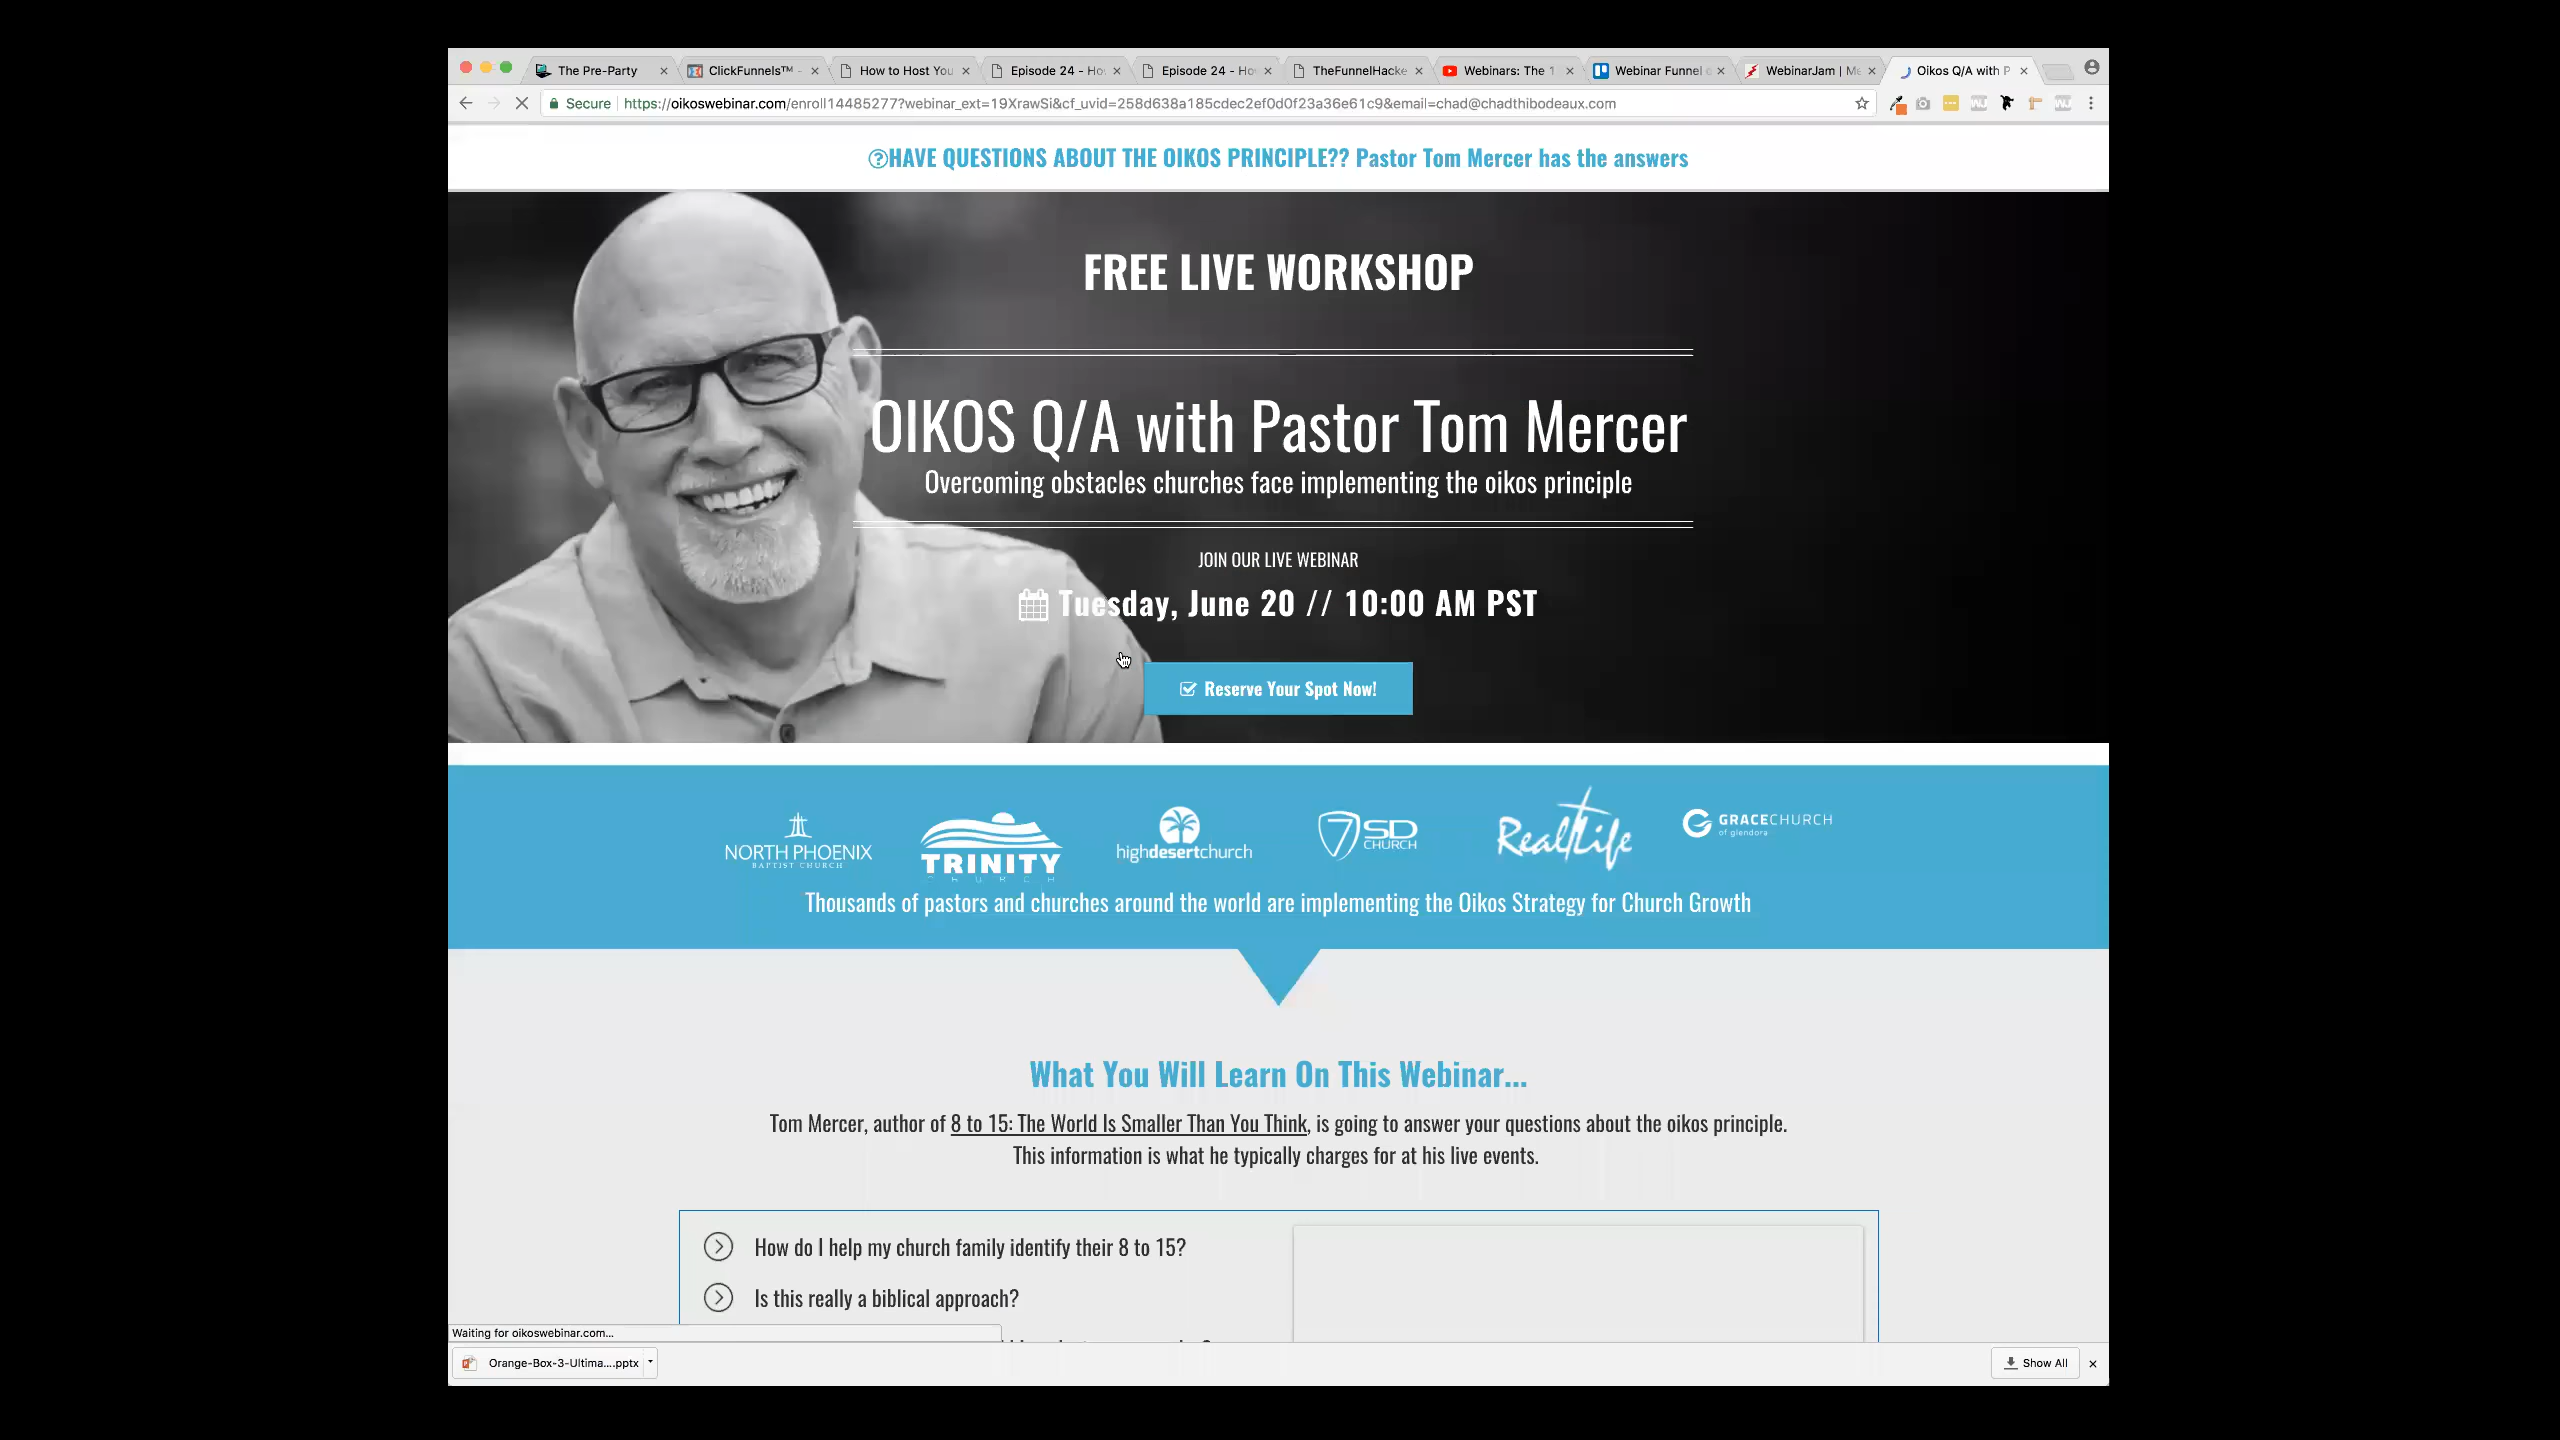 The Pre-Party
ClickFunnels™ -
How to Host You
Episode 24 - Ho
Episode 24 - Ho
TheFunnelHacke
Webinars: The 1
Webinar Funnel
WebinarJam | Me
Oikos Q/A with P
Secure
https://oikoswebinar.com/enroll14485277?webinar_ext=19XrawSi&cf_uvid=258d638a185cdec2ef0d0f23a36e61c9&email=chad@chadthibodeaux.com
HAVE QUESTIONS ABOUT THE OIKOS PRINCIPLE?? Pastor Tom Mercer has the answers
FREE LIVE WORKSHOP
OIKOS Q/A with Pastor Tom Mercer
Overcoming obstacles churches face implementing the oikos principle
JOIN OUR LIVE WEBINAR
Tuesday, June 20 // 10:00 AM PST
Reserve Your Spot Now!
NORTH PHOENIX
BAPTIST CHURCH
TRINITY
CHURCH
highdesertchurch
7 SD
CHURCH
Real Life
GRACECHURCH
of glendora
Thousands of pastors and churches around the world are implementing the Oikos Strategy for Church Growth
What You Will Learn On This Webinar...
Tom Mercer, author of 8 to 15: The World Is Smaller Than You Think, is going to answer your questions about the oikos principle.
This information is what he typically charges for at his live events.
How do I help my church family identify their 8 to 15?
Is this really a biblical approach?
Waiting for oikoswebinar.com...
Orange-Box-3-Ultima....pptx
Show All